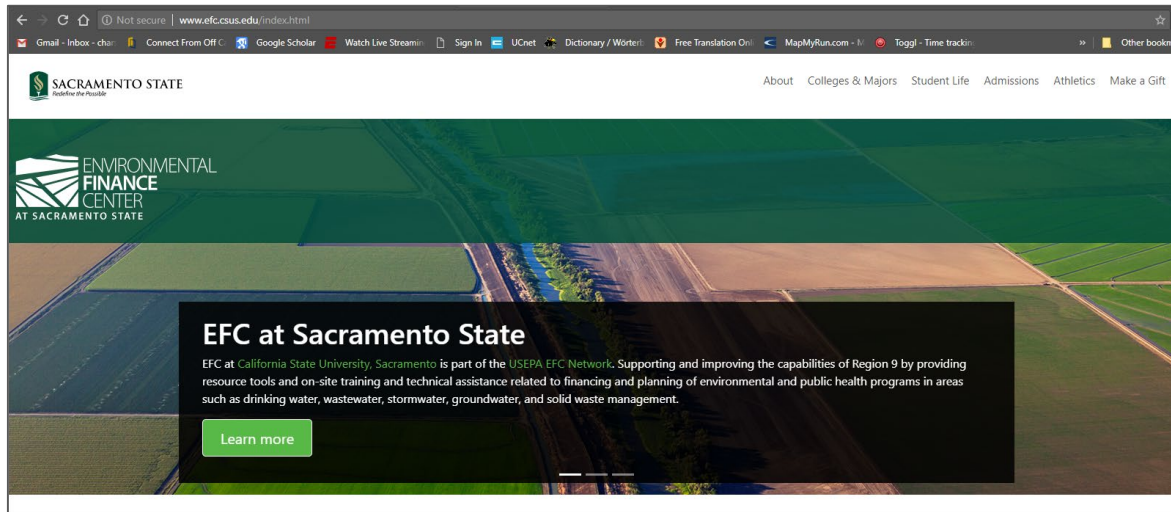 Not secure | www.efc.csus.edu/index.html
Gmail - Inbox - chan Connect From Off C Google Scholar Watch Live Streamin Sign In UCnet Dictionary / Wörterb Free Translation Onl MapMyRun.com - M Toggl - Time trackin » Other bookm
SACRAMENTO STATE
Redefine the Possible
About Colleges & Majors Student Life Admissions Athletics Make a Gift
ENVIRONMENTAL
FINANCE
CENTER
AT SACRAMENTO STATE
EFC at Sacramento State
EFC at California State University, Sacramento is part of the USEPA EFC Network. Supporting and improving the capabilities of Region 9 by providing
resource tools and on-site training and technical assistance related to financing and planning of environmental and public health programs in areas
such as drinking water, wastewater, stormwater, groundwater, and solid waste management.
Learn more